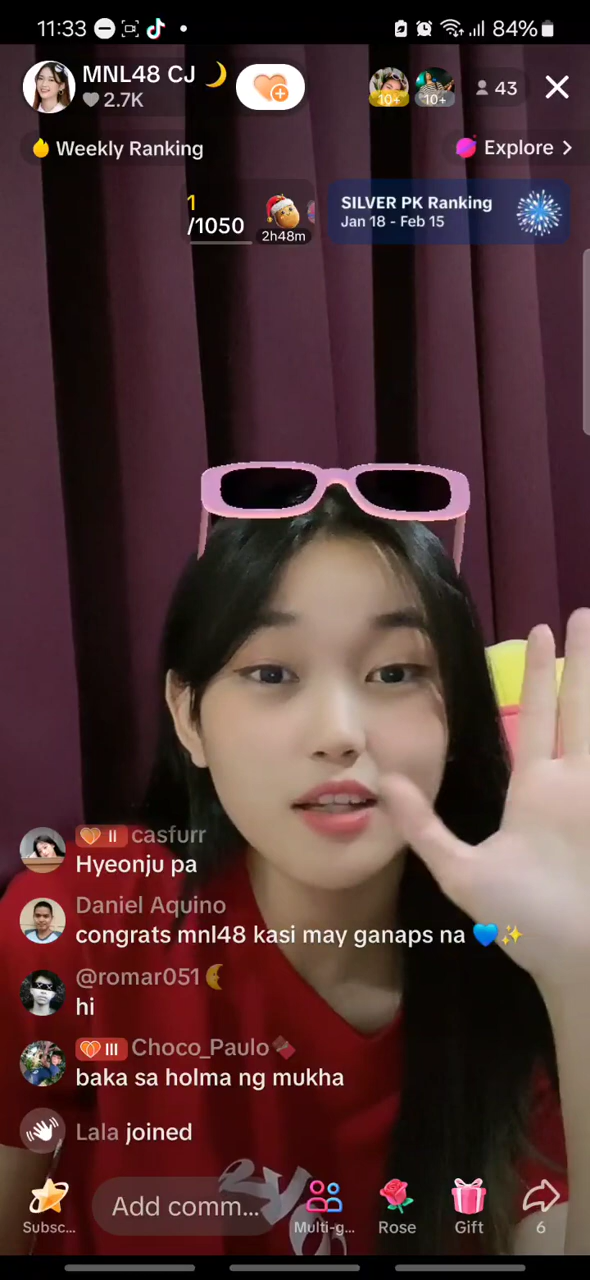 11:33
84%
MNL48 CJ 🌙
2.7K
10+
10+
43
Weekly Ranking
Explore >
1
/1050
2h48m
SILVER PK Ranking
Jan 18 - Feb 15
II casfurr
Hyeonju pa
Daniel Aquino
congrats mnl48 kasi may ganaps na 💙✨
@romar051🌜
hi
III Choco_Paulo🍫
baka sa holma ng mukha
Lala joined
Add comm...
Subsc...
Multi-g...
Rose
Gift
6